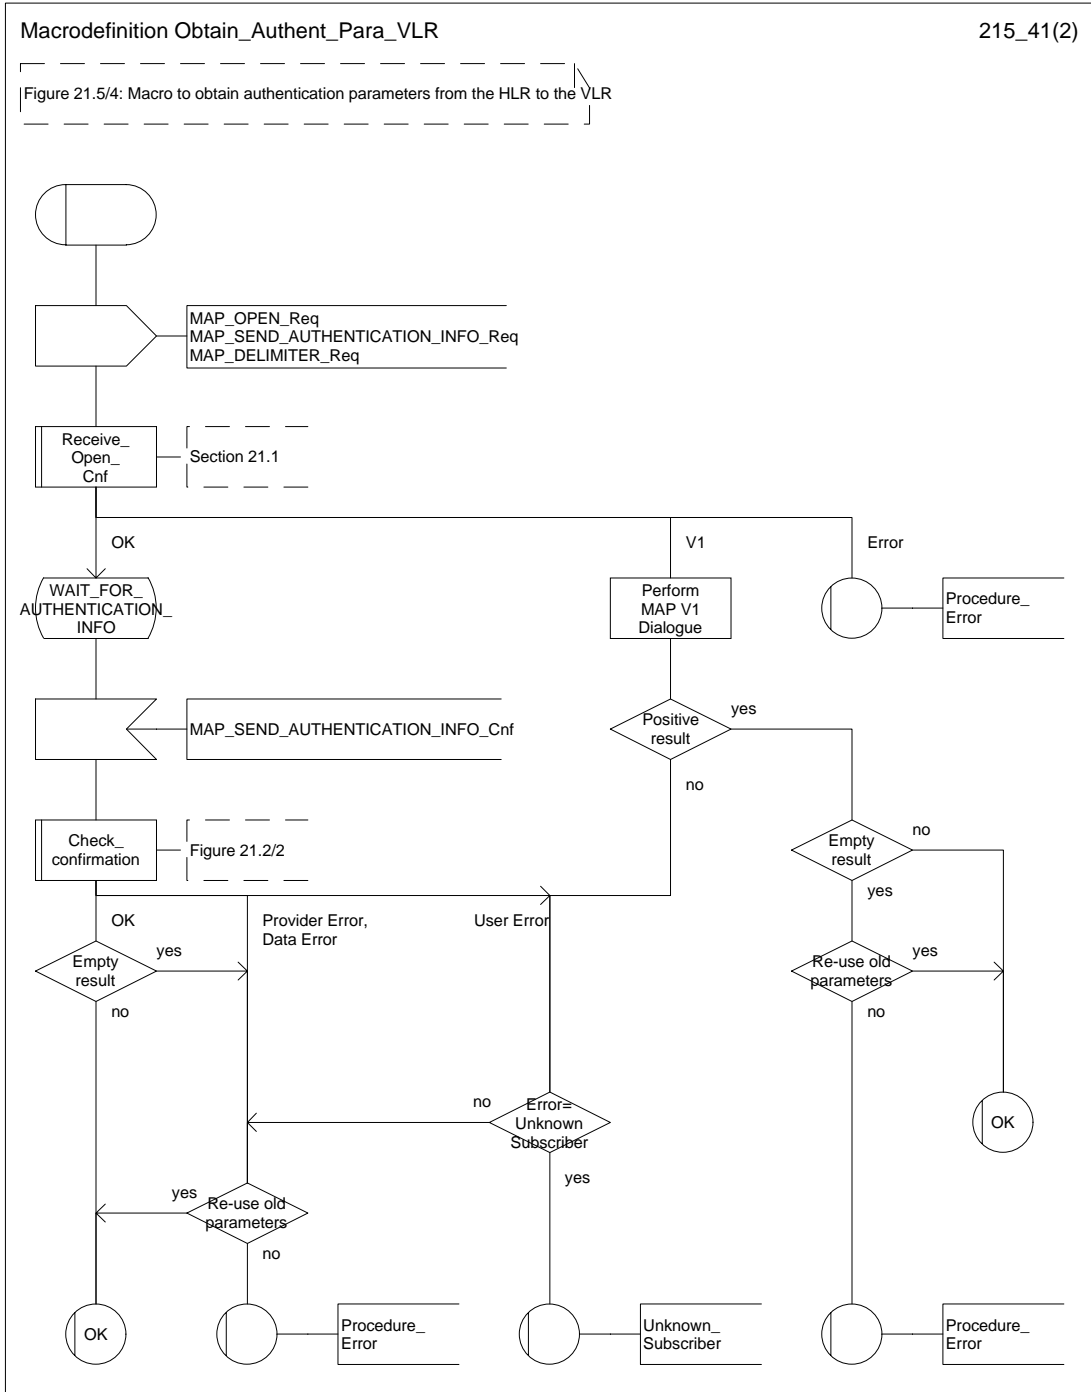 Macrodefinition Obtain_Authent_Para_VLR
215_41(2)
Figure 21.5/4: Macro to obtain authentication parameters from the HLR to the VLR
MAP_OPEN_Req
MAP_SEND_AUTHENTICATION_INFO_Req
MAP_DELIMITER_Req
Receive_
Open_
Cnf
Section 21.1
OK
V1
Error
WAIT_FOR_
AUTHENTICATION_
INFO
Perform
MAP V1
Dialogue
Procedure_
Error
MAP_SEND_AUTHENTICATION_INFO_Cnf
Positive
result
yes
no
Check_
confirmation
Figure 21.2/2
Empty
result
no
yes
OK
Provider Error,
Data Error
User Error
Empty
result
yes
no
Re-use old
parameters
yes
no
Error=
Unknown
Subscriber
no
yes
OK
Re-use old
parameters
yes
no
OK
Procedure_
Error
Unknown_
Subscriber
Procedure_
Error